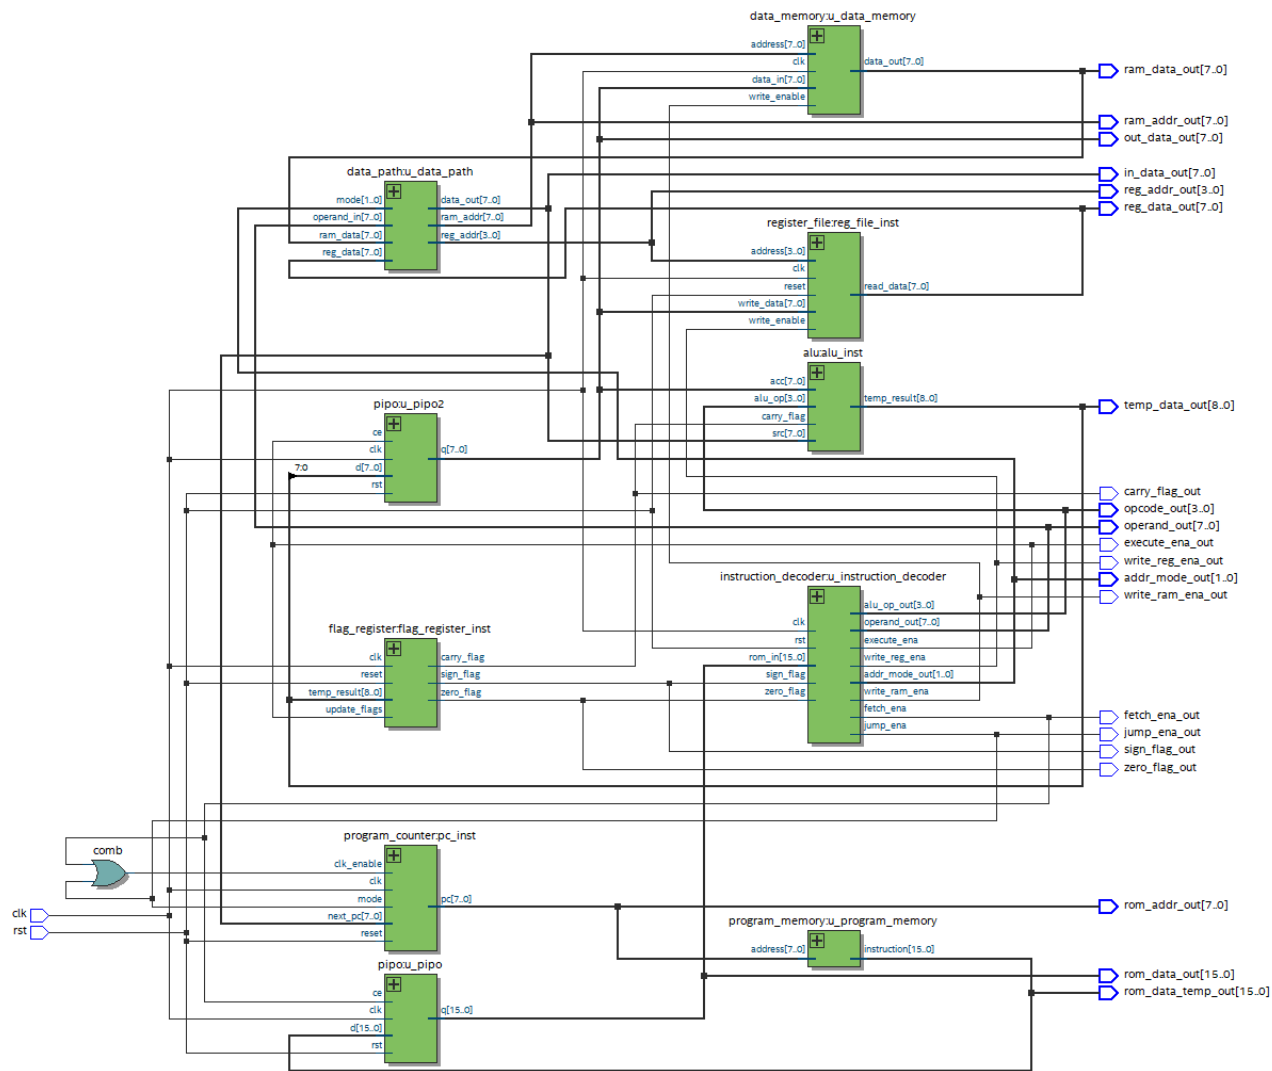 data_memory:u_data_memory
address[7..0]
clk
data_in[7..0]
write_enable
data_out[7..0]
ram_data_out[7..0]
ram_addr_out[7..0]
out_data_out[7..0]
data_path:u_data_path
mode[1..0]
operand_in[7..0]
ram_data[7..0]
reg_data[7..0]
data_out[7..0]
ram_addr[7..0]
reg_addr[3..0]
in_data_out[7..0]
reg_addr_out[3..0]
reg_data_out[7..0]
register_file:reg_file_inst
address[3..0]
clk
reset
write_data[7..0]
write_enable
read_data[7..0]
alu:alu_inst
acc[7..0]
alu_op[3..0]
carry_flag
src[7..0]
temp_result[8..0]
temp_data_out[8..0]
pipo:u_pipo2
ce
clk
7:0
d[7..0]
rst
q[7..0]
carry_flag_out
opcode_out[3..0]
operand_out[7..0]
execute_ena_out
write_reg_ena_out
addr_mode_out[1..0]
write_ram_ena_out
instruction_decoder:u_instruction_decoder
clk
rst
rom_in[15..0]
sign_flag
zero_flag
alu_op_out[3..0]
operand_out[7..0]
execute_ena
write_reg_ena
addr_mode_out[1..0]
write_ram_ena
fetch_ena
jump_ena
flag_register:flag_register_inst
clk
reset
temp_result[8..0]
update_flags
carry_flag
sign_flag
zero_flag
fetch_ena_out
jump_ena_out
sign_flag_out
zero_flag_out
comb
program_counter:pc_inst
clk_enable
clk
mode
next_pc[7..0]
reset
pc[7..0]
clk
rst
rom_addr_out[7..0]
program_memory:u_program_memory
address[7..0]
instruction[15..0]
pipo:u_pipo
ce
clk
d[15..0]
rst
q[15..0]
rom_data_out[15..0]
rom_data_temp_out[15..0]